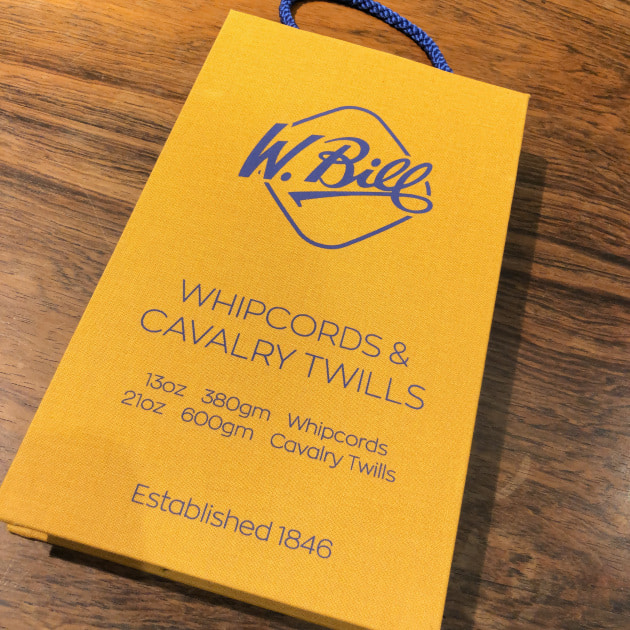 W. Bill
WHIPCORDS &
CAVALRY TWILLS
13oz 380gm Whipcords
21oz 600gm Cavalry Twills
Established 1846